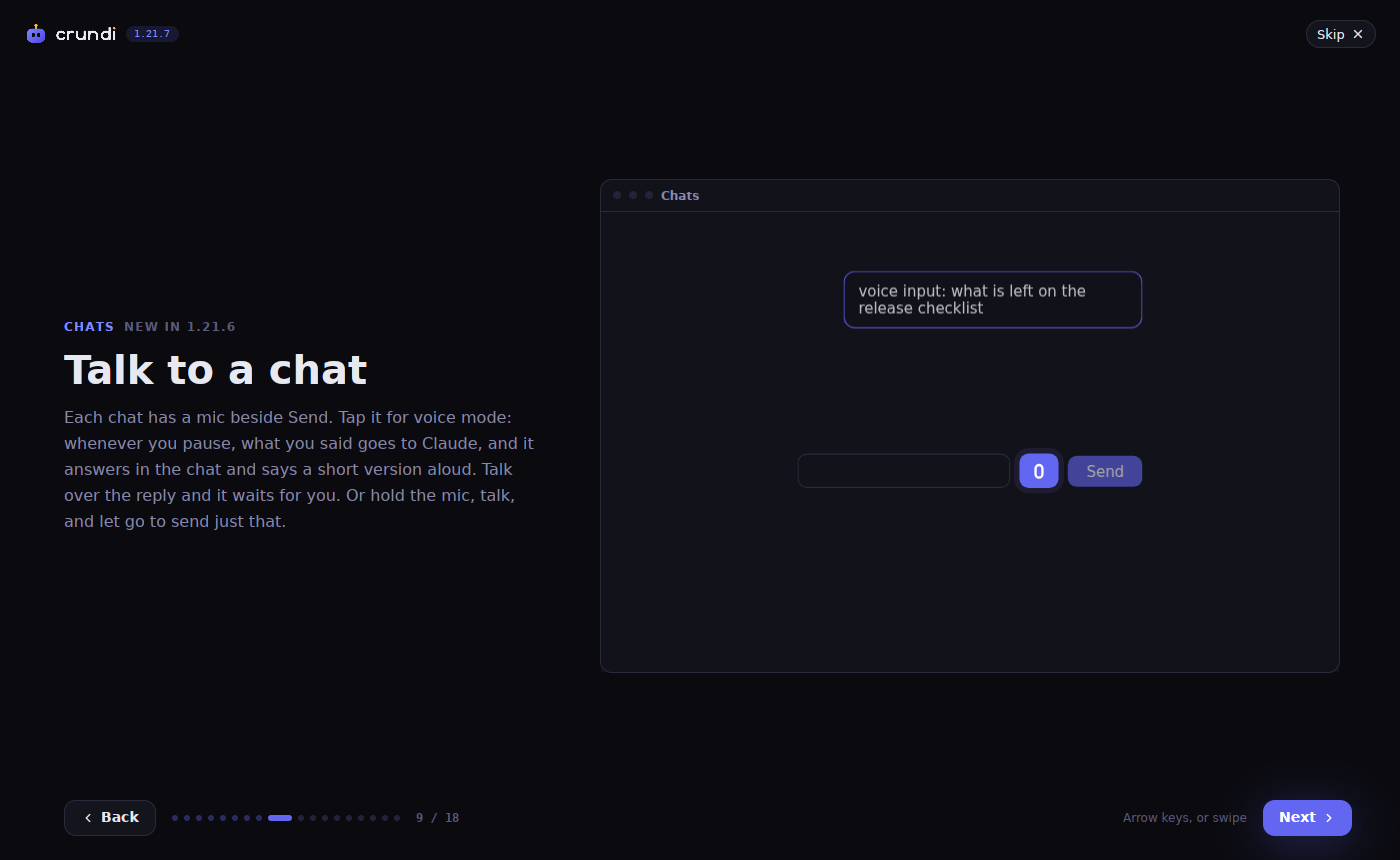 crundi 1.21.7
Skip ✕
Chats
voice input: what is left on the
release checklist
Send
CHATS NEW IN 1.21.6
Talk to a chat
Each chat has a mic beside Send. Tap it for voice mode:
whenever you pause, what you said goes to Claude, and it
answers in the chat and says a short version aloud. Talk
over the reply and it waits for you. Or hold the mic, talk,
and let go to send just that.
Back
9 / 18
Arrow keys, or swipe
Next